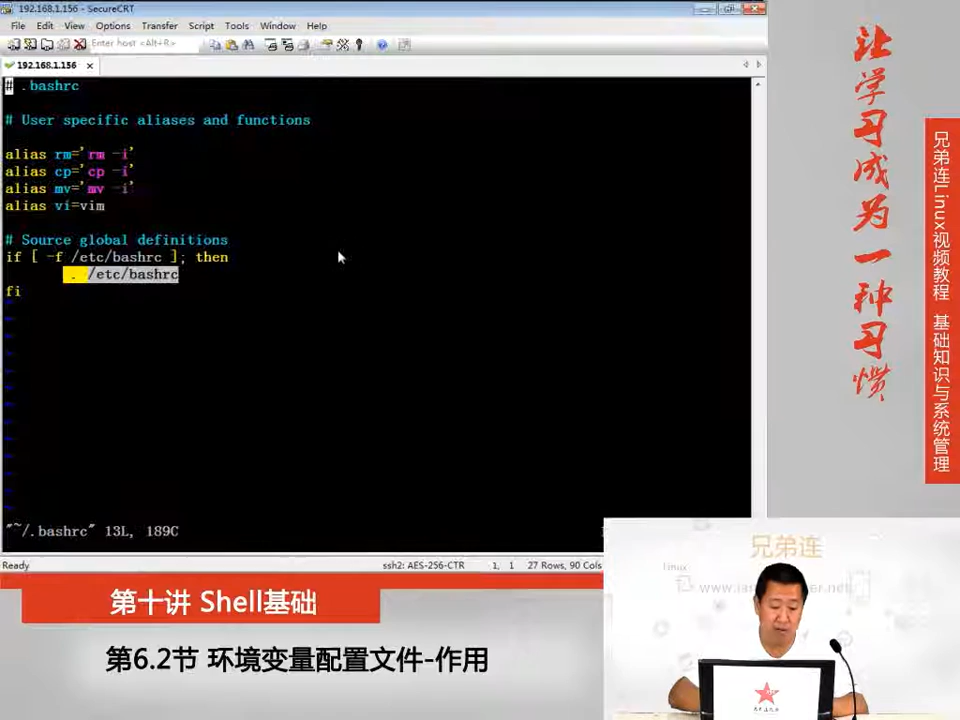 192.168.1.156 - SecureCRT
File Edit View Options Transfer Script Tools Window Help
Enter host <Alt+R>
192.168.1.156
# .bashrc
# User specific aliases and functions
alias rm='rm -i'
alias cp='cp -i'
alias mv='mv -i'
alias vi=vim
# Source global definitions
if [ -f /etc/bashrc ]; then
. /etc/bashrc
fi
~
~
~
~
~
~
~
~
~
~
~
~
"~/.bashrc" 13L, 189C
Ready ssh2: AES-256-CTR 1, 1 27 Rows, 90 Cols
让学习成为一种习惯
兄弟连Linux视频教程 基础知识与系统管理
兄弟连
Linux
第十讲 Shell基础
第6.2节 环境变量配置文件-作用